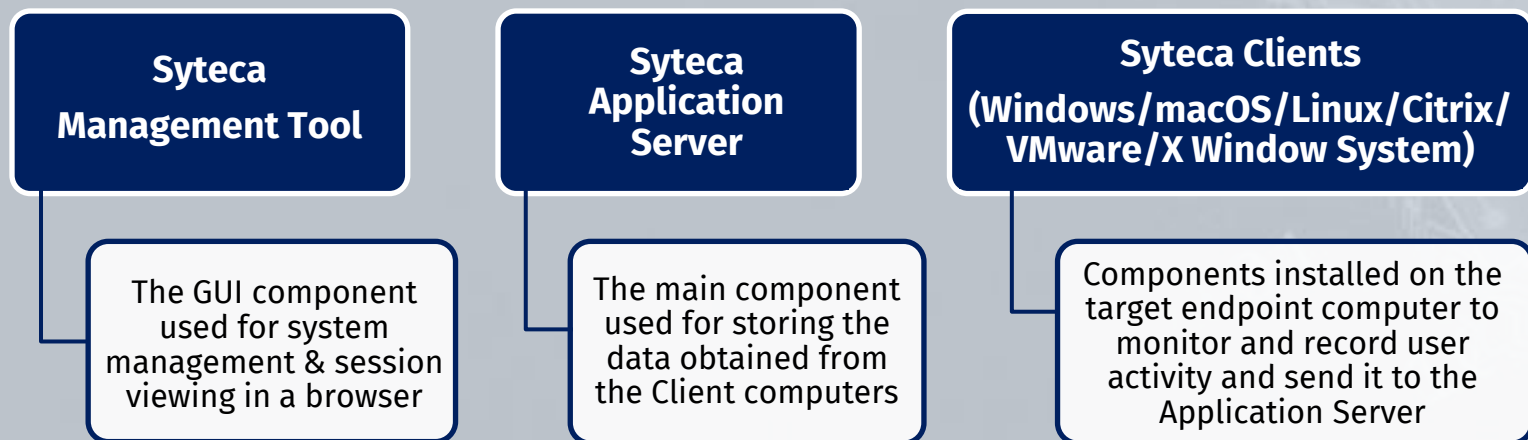 Syteca
Management Tool
The GUI component
used for system
management & session
viewing in a browser
Syteca
Application
Server
The main component
used for storing the
data obtained from
the Client computers
Syteca Clients
(Windows/macOS/Linux/Citrix/
VMware/X Window System)
Components installed on the
target endpoint computer to
monitor and record user
activity and send it to the
Application Server